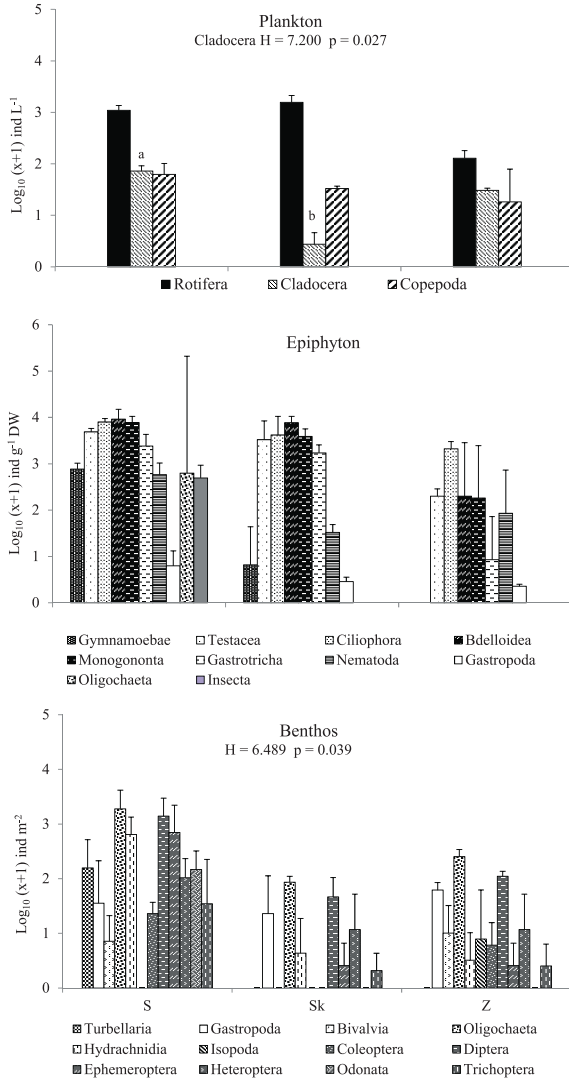 Plankton
Cladocera H = 7.200 p = 0.027
Log10 (x+1) ind L-1
5
4
3
2
1
0
a
b
Rotifera Cladocera Copepoda
Epiphyton
Log10 (x+1) ind g-1 DW
6
5
4
3
2
1
0
Gymnamoebae Testacea Ciliophora Bdelloidea
Monogononta Gastrotricha Nematoda Gastropoda
Oligochaeta Insecta
Benthos
H = 6.489 p = 0.039
Log10 (x+1) ind m-2
5
4
3
2
1
0
S Sk Z
Turbellaria Gastropoda Bivalvia Oligochaeta
Hydrachnidia Isopoda Coleoptera Diptera
Ephemeroptera Heteroptera Odonata Trichoptera